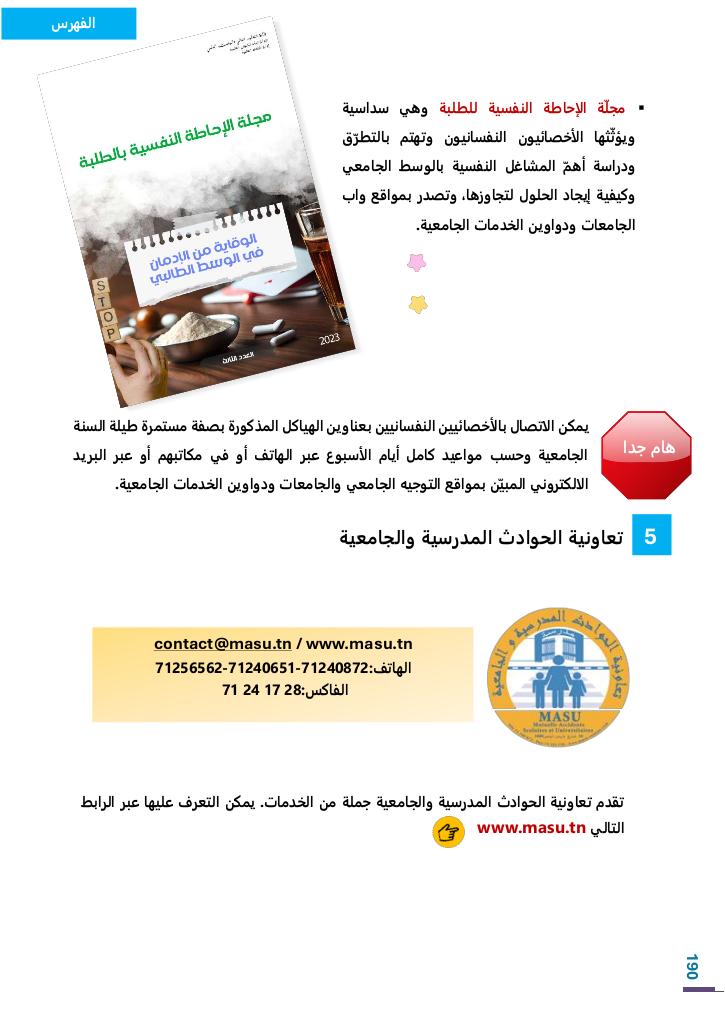 الفهرس
مجلة الإحاطة النفسية بالطلبة
الوقاية من الإدمان
في الوسط الطالبي
STOP
العدد الثالث
2023
▪ مجلّة الإحاطة النفسية للطلبة وهي سداسية
ويؤثّثها الأخصائيون النفسانيون وتهتم بالتطرّق
ودراسة أهمّ المشاغل النفسية بالوسط الجامعي
وكيفية إيجاد الحلول لتجاوزها، وتصدر بمواقع واب
الجامعات ودواوين الخدمات الجامعية.
هام جدا
يمكن الاتصال بالأخصائيين النفسانيين بعناوين الهياكل المذكورة بصفة مستمرة طيلة السنة
الجامعية وحسب مواعيد كامل أيام الأسبوع عبر الهاتف أو في مكاتبهم أو عبر البريد
الالكتروني المبيّن بمواقع التوجيه الجامعي والجامعات ودواوين الخدمات الجامعية.
5 تعاونية الحوادث المدرسية والجامعية
contact@masu.tn / www.masu.tn
الهاتف:71240872-71240651-71256562
الفاكس:28 17 24 71
تعاونية الحوادث المدرسية و الجامعية
MASU
Mutuelle Accidents
Scolaires et Universitaires
تقدم تعاونية الحوادث المدرسية والجامعية جملة من الخدمات. يمكن التعرف عليها عبر الرابط
التالي www.masu.tn
190